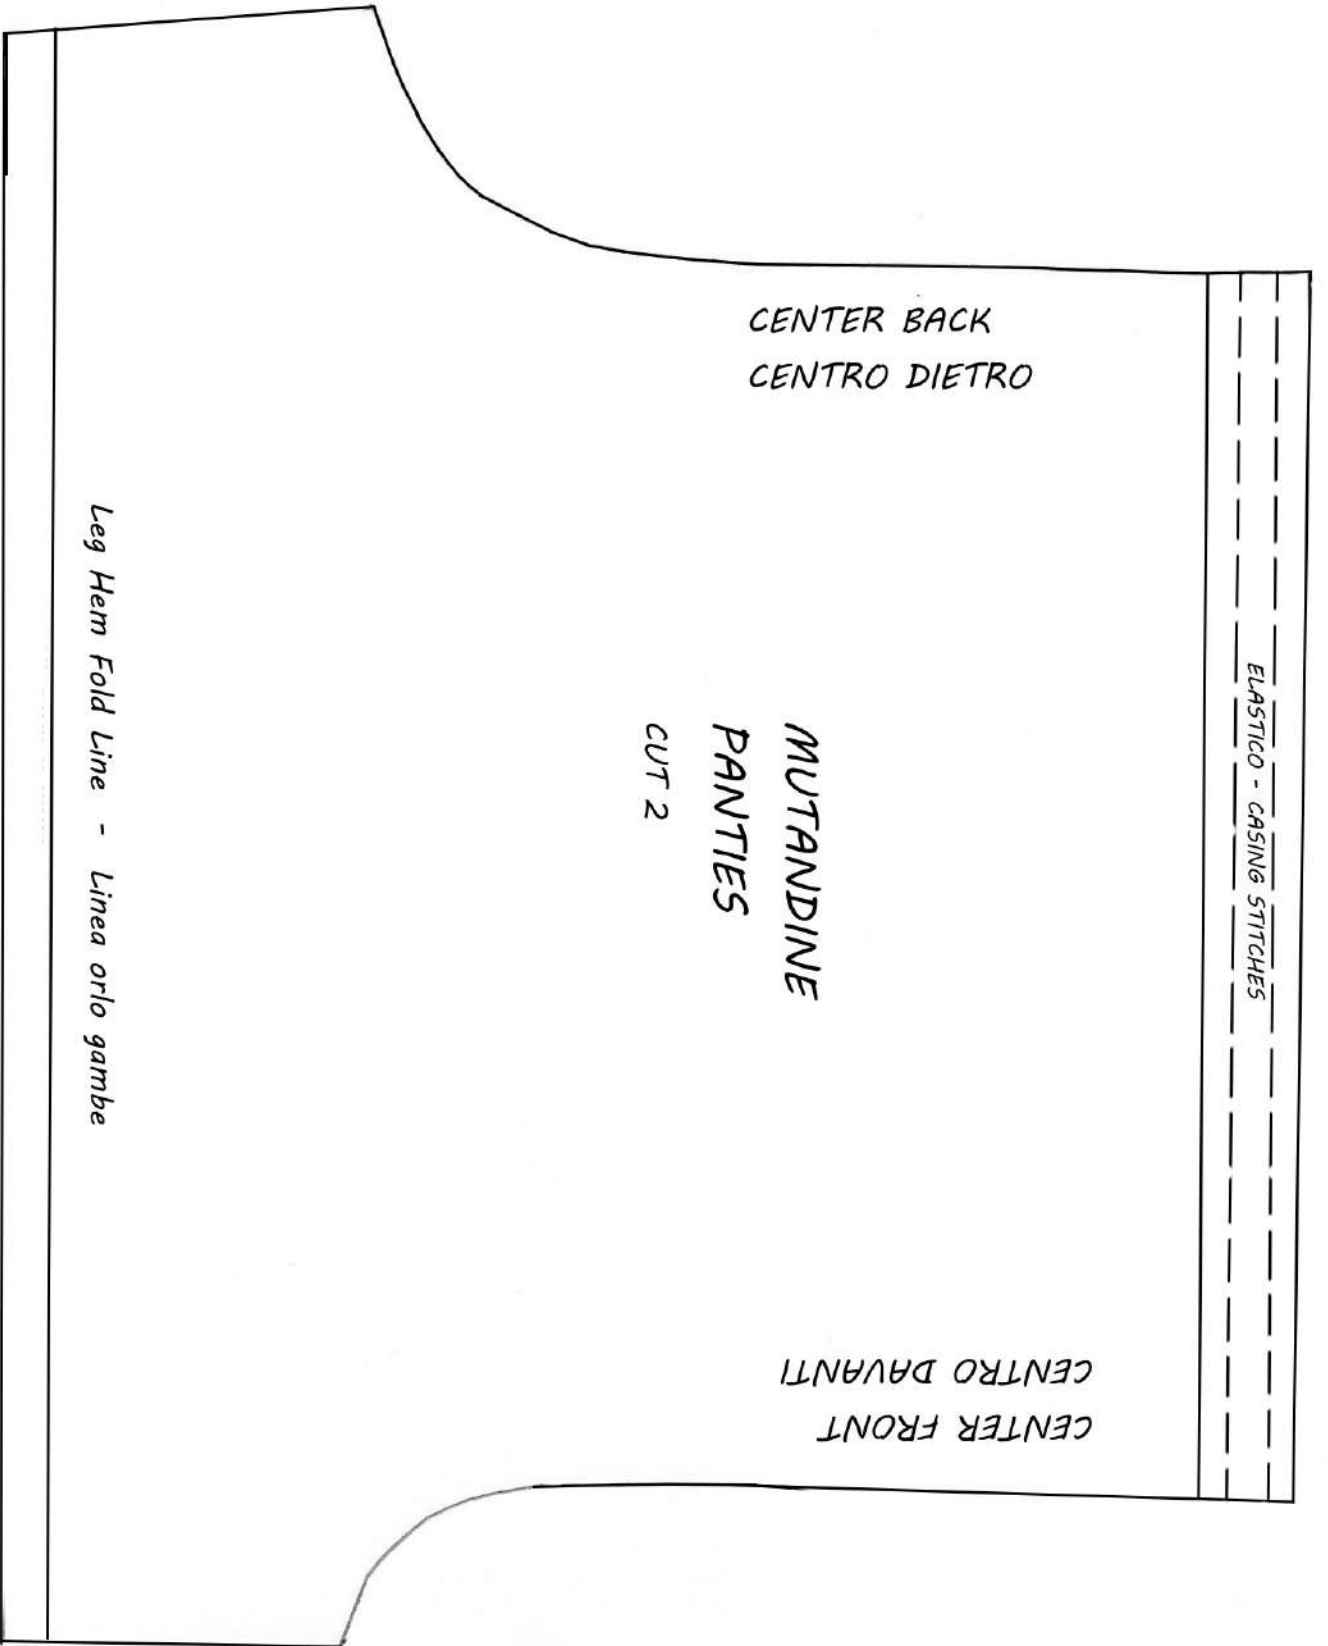 CENTER BACK
CENTRO DIETRO
ELASTICO - CASING STITCHES
MUTANDINE
PANTIES
CUT 2
Leg Hem Fold Line - Linea orlo gambe
CENTER FRONT
CENTRO DAVANTI